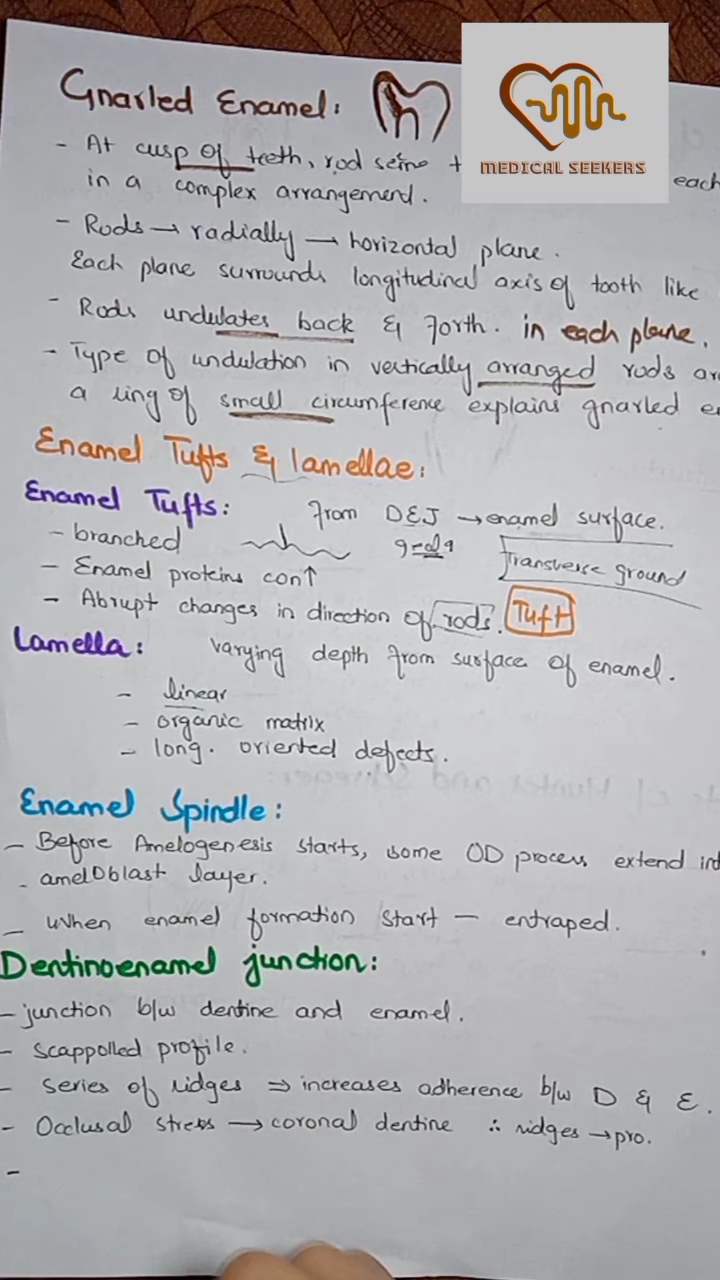 Gnarled Enamel:
MEDICAL SEEKERS
- At cusp of teeth, rod seems each
in a complex arrangement.
- Rods → radially → horizontal plane.
Each plane surrounds longitudinal axis of tooth like
- Rods undulates back & forth. in each plane.
- Type of undulation in vertically arranged rods
a ring of small circumference explains gnarled
Enamel Tufts & lamellae:
Enamel Tufts: from DEJ → enamel surface.
- branched
Transverse ground
- Enamel proteins con↑
- Abrupt changes in direction of rods. Tuft
Lamella: varying depth from surface of enamel.
- linear
- organic matrix
- long. oriented defects.
Enamel Spindle:
- Before Amelogenesis starts, some OD process extend
- ameloblast layer.
- When enamel formation start - entraped.
Dentinoenamel junction:
- junction b/w dentine and enamel.
- scappolled profile.
- series of ridges ⇒ increases adherence b/w D & E.
- Occlusal stress → coronal dentine ∴ ridges → pro.
-